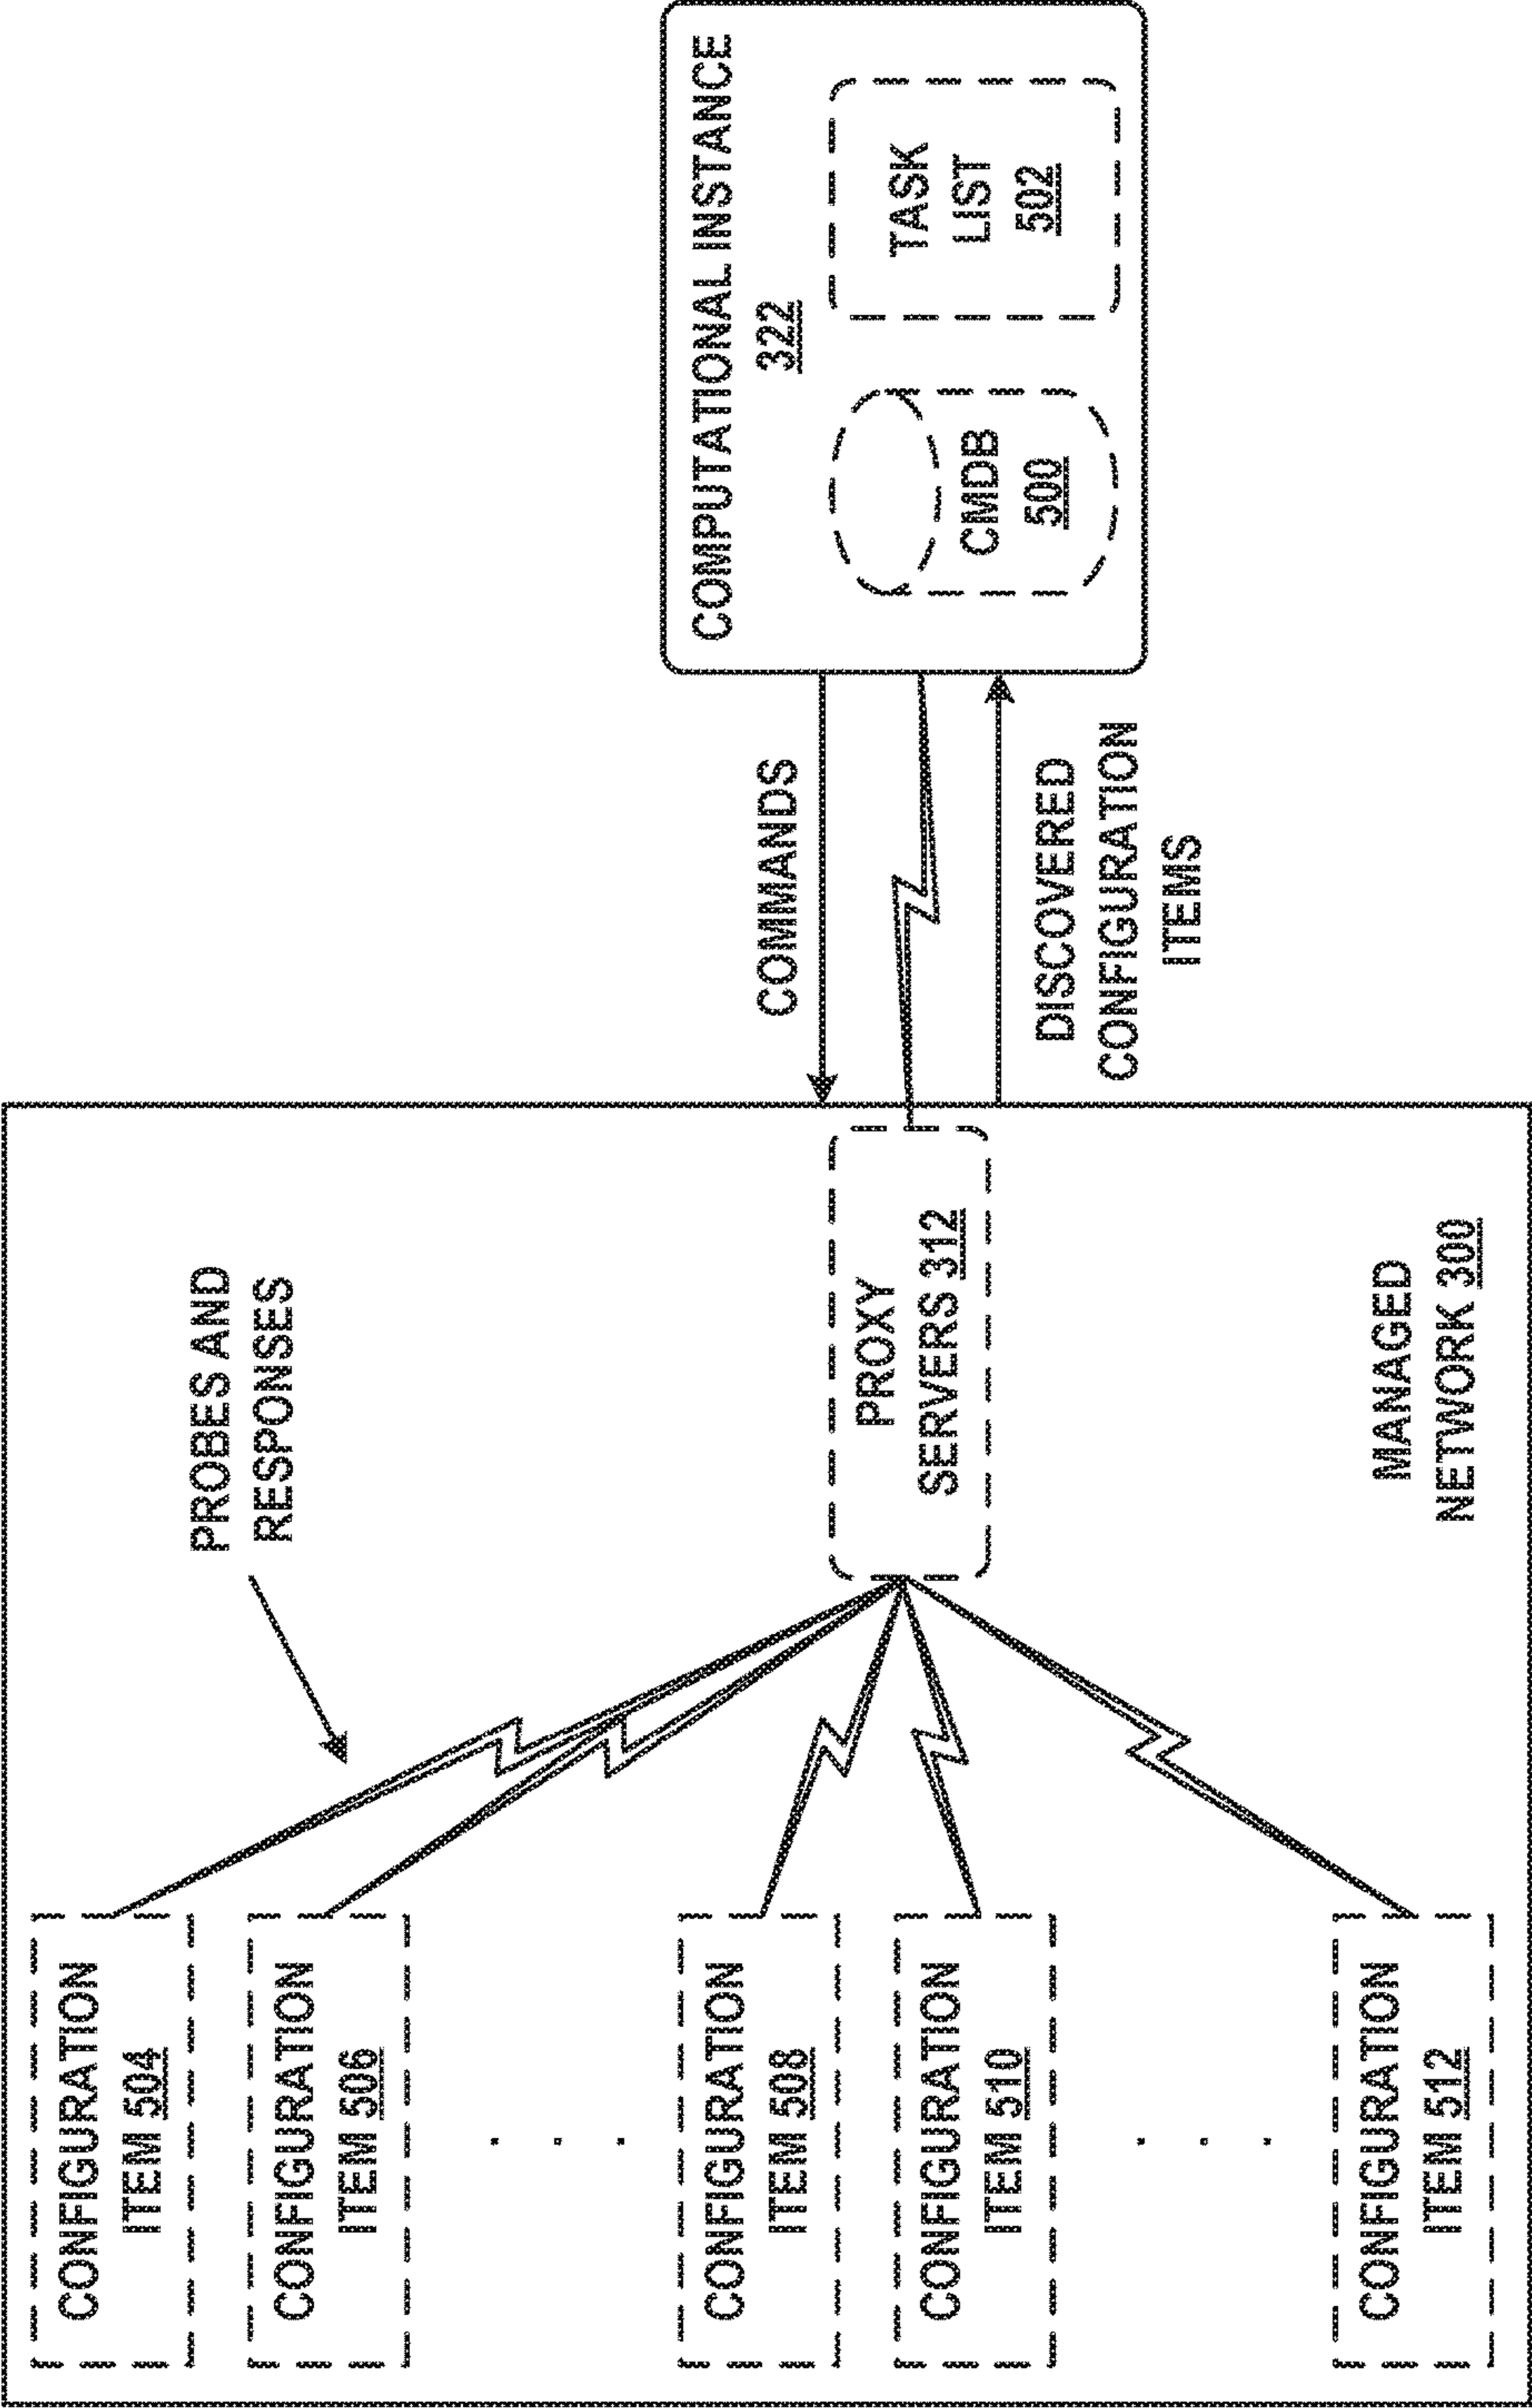 CONFIGURATION
ITEM 504
CONFIGURATION
ITEM 506
. . .
CONFIGURATION
ITEM 508
CONFIGURATION
ITEM 510
. . .
CONFIGURATION
ITEM 512
PROBES AND
RESPONSES
PROXY
SERVERS 312
MANAGED
NETWORK 300
COMMANDS
DISCOVERED
CONFIGURATION
ITEMS
COMPUTATIONAL INSTANCE
322
CMDB
500
TASK
LIST
502